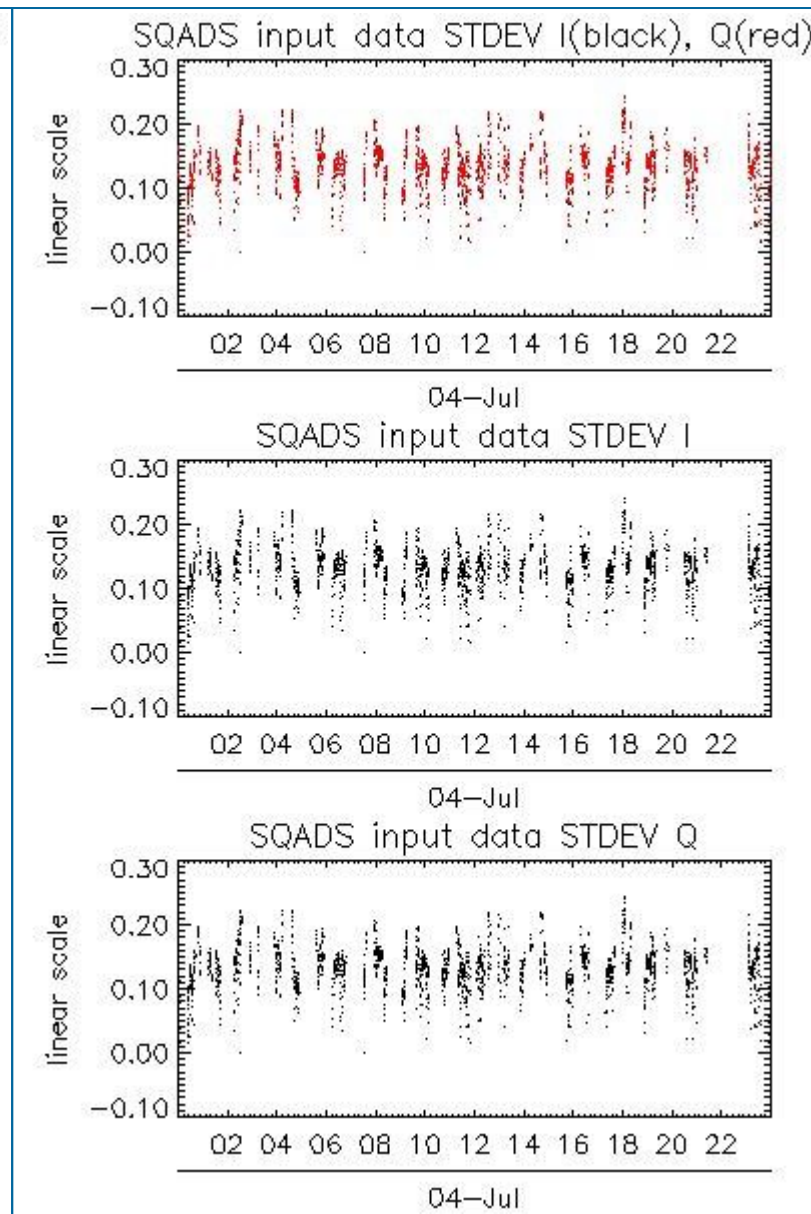 SQADS input data STDEV I(black), Q(red)
0.30
0.20
0.10
0.00
-0.10
linear scale
02 04 06 08 10 12 14 16 18 20 22
04-Jul
SQADS input data STDEV I
0.30
0.20
0.10
0.00
-0.10
linear scale
02 04 06 08 10 12 14 16 18 20 22
04-Jul
SQADS input data STDEV Q
0.30
0.20
0.10
0.00
-0.10
linear scale
02 04 06 08 10 12 14 16 18 20 22
04-Jul